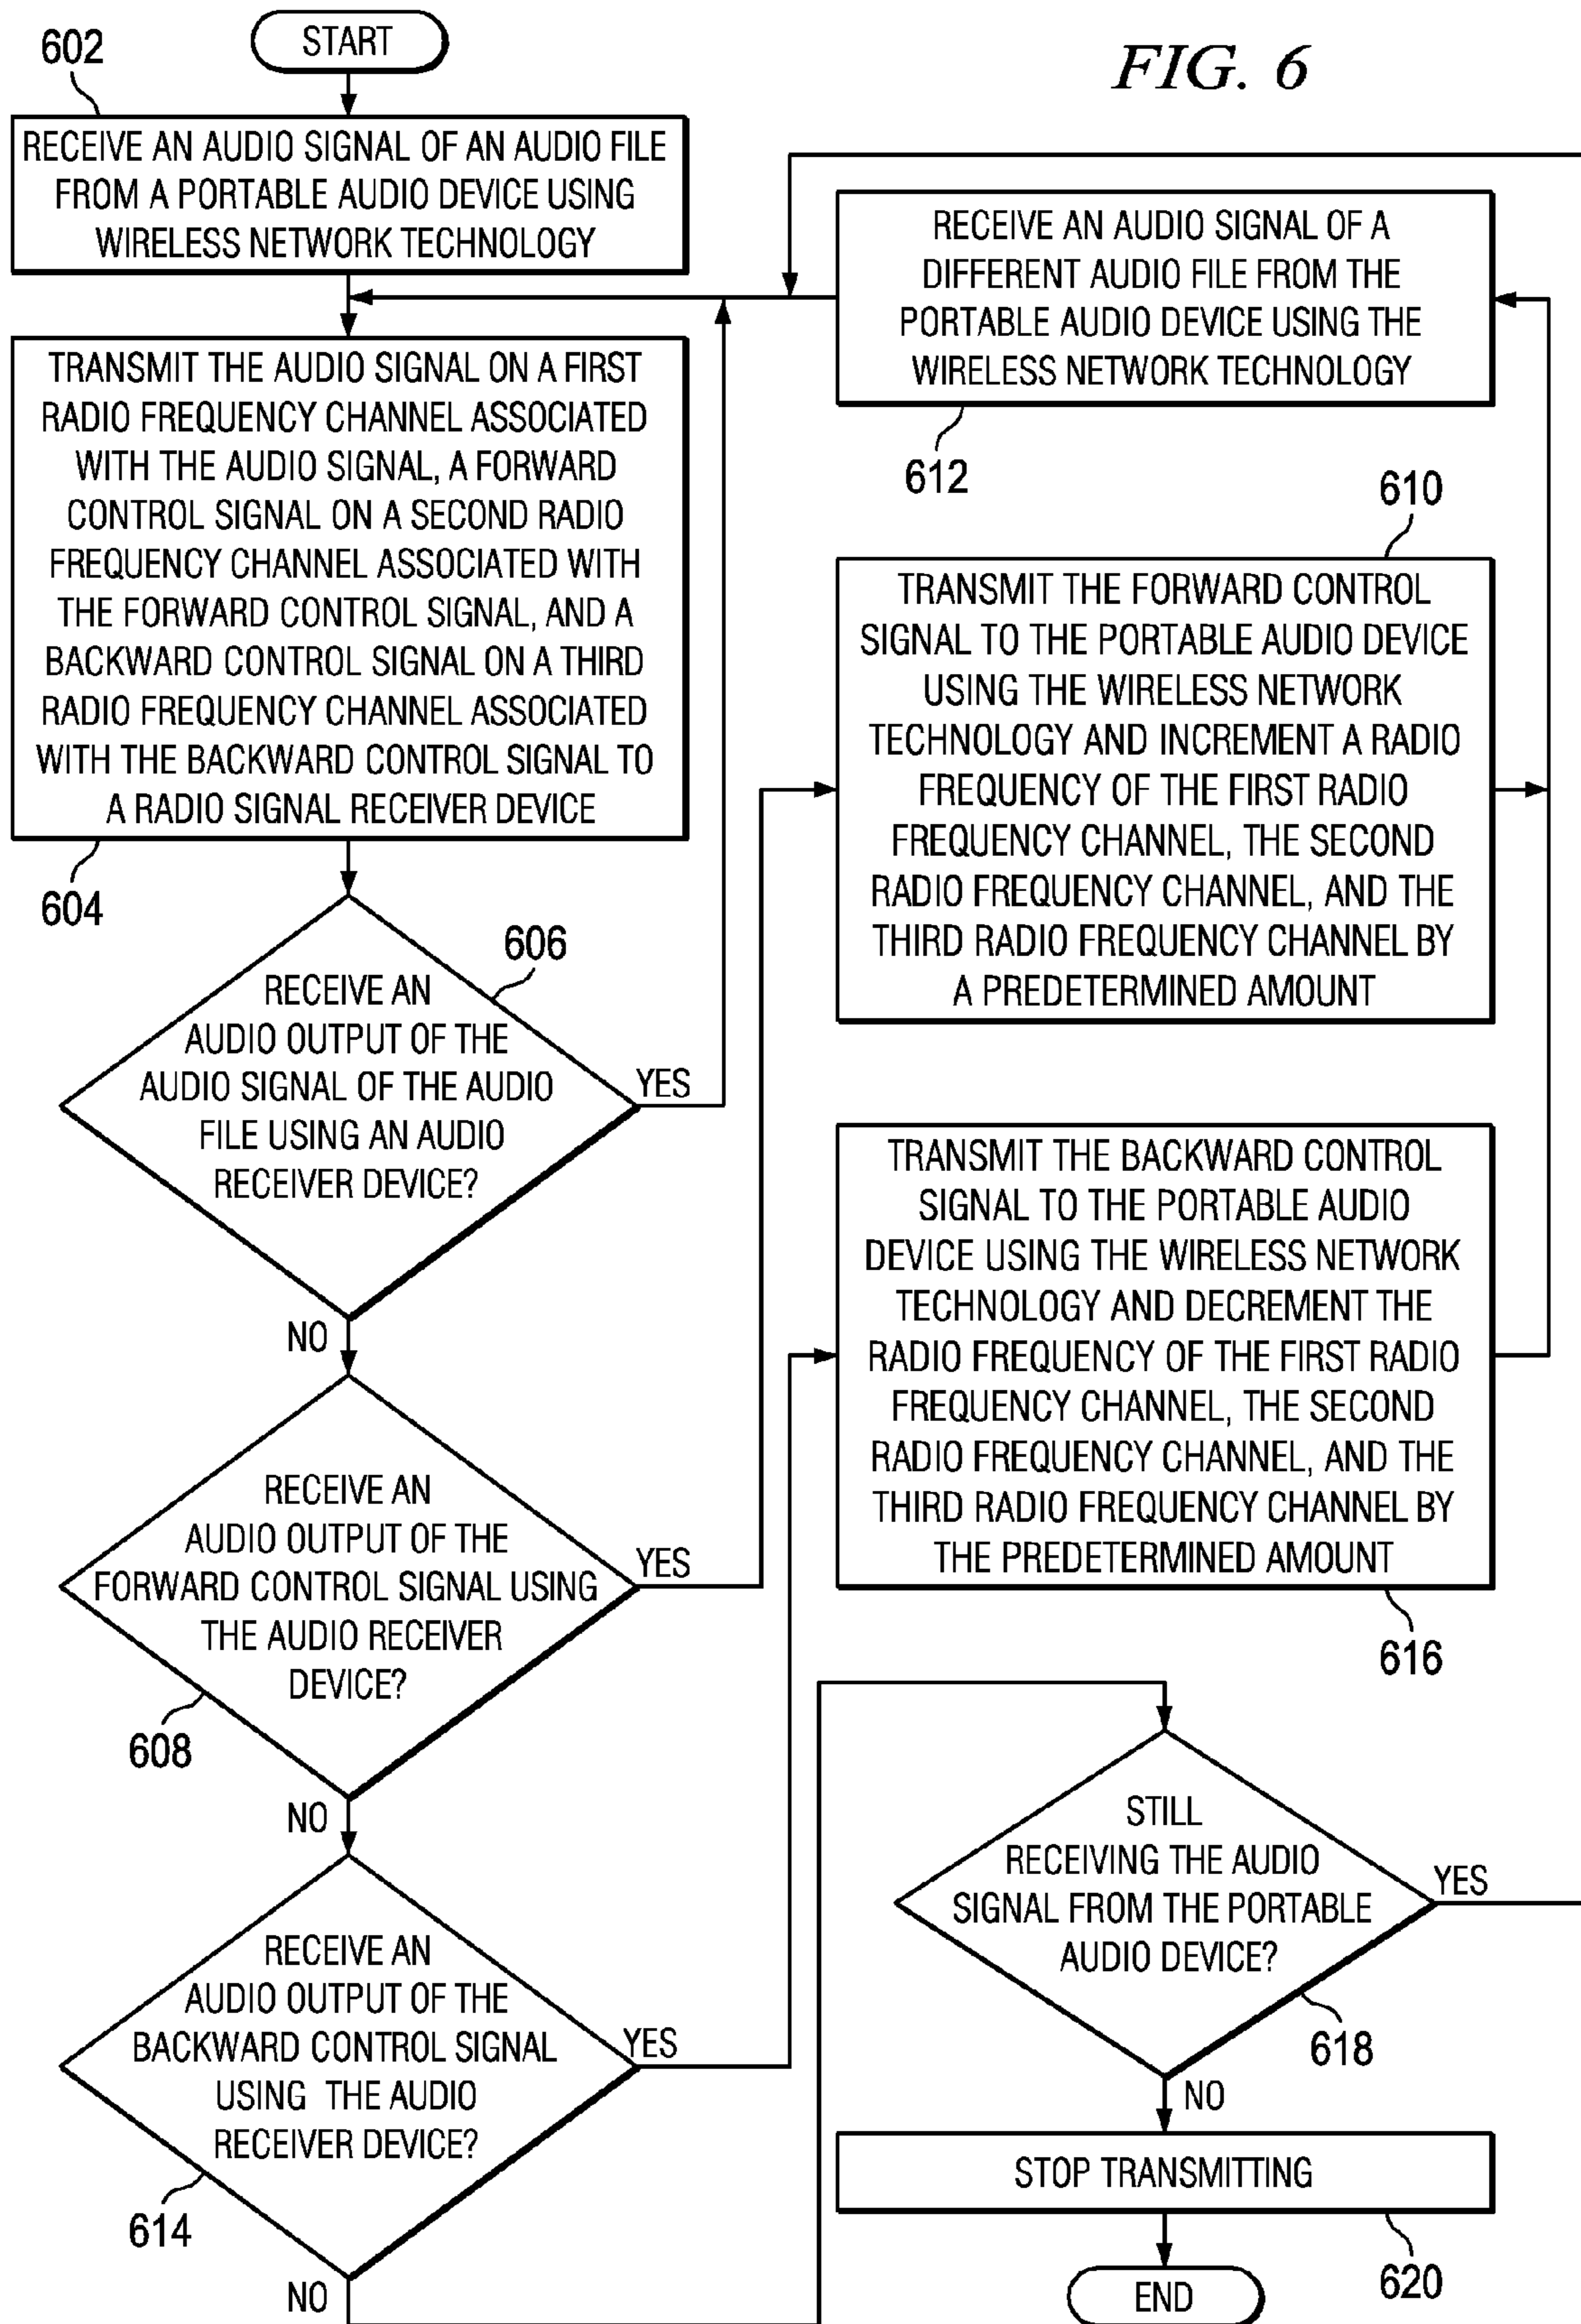 FIG. 6
START
602
RECEIVE AN AUDIO SIGNAL OF AN AUDIO FILE
FROM A PORTABLE AUDIO DEVICE USING
WIRELESS NETWORK TECHNOLOGY
TRANSMIT THE AUDIO SIGNAL ON A FIRST
RADIO FREQUENCY CHANNEL ASSOCIATED
WITH THE AUDIO SIGNAL, A FORWARD
CONTROL SIGNAL ON A SECOND RADIO
FREQUENCY CHANNEL ASSOCIATED WITH
THE FORWARD CONTROL SIGNAL, AND A
BACKWARD CONTROL SIGNAL ON A THIRD
RADIO FREQUENCY CHANNEL ASSOCIATED
WITH THE BACKWARD CONTROL SIGNAL TO
A RADIO SIGNAL RECEIVER DEVICE
604
606
RECEIVE AN
AUDIO OUTPUT OF THE
AUDIO SIGNAL OF THE AUDIO
FILE USING AN AUDIO
RECEIVER DEVICE?
YES
NO
RECEIVE AN
AUDIO OUTPUT OF THE
FORWARD CONTROL SIGNAL USING
THE AUDIO RECEIVER
DEVICE?
YES
608
NO
RECEIVE AN
AUDIO OUTPUT OF THE
BACKWARD CONTROL SIGNAL
USING THE AUDIO
RECEIVER DEVICE?
YES
614
NO
RECEIVE AN AUDIO SIGNAL OF A
DIFFERENT AUDIO FILE FROM THE
PORTABLE AUDIO DEVICE USING THE
WIRELESS NETWORK TECHNOLOGY
612
610
TRANSMIT THE FORWARD CONTROL
SIGNAL TO THE PORTABLE AUDIO DEVICE
USING THE WIRELESS NETWORK
TECHNOLOGY AND INCREMENT A RADIO
FREQUENCY OF THE FIRST RADIO
FREQUENCY CHANNEL, THE SECOND
RADIO FREQUENCY CHANNEL, AND THE
THIRD RADIO FREQUENCY CHANNEL BY
A PREDETERMINED AMOUNT
TRANSMIT THE BACKWARD CONTROL
SIGNAL TO THE PORTABLE AUDIO
DEVICE USING THE WIRELESS NETWORK
TECHNOLOGY AND DECREMENT THE
RADIO FREQUENCY OF THE FIRST RADIO
FREQUENCY CHANNEL, THE SECOND
RADIO FREQUENCY CHANNEL, AND THE
THIRD RADIO FREQUENCY CHANNEL BY
THE PREDETERMINED AMOUNT
616
STILL
RECEIVING THE AUDIO
SIGNAL FROM THE PORTABLE
AUDIO DEVICE?
YES
618
NO
STOP TRANSMITTING
620
END